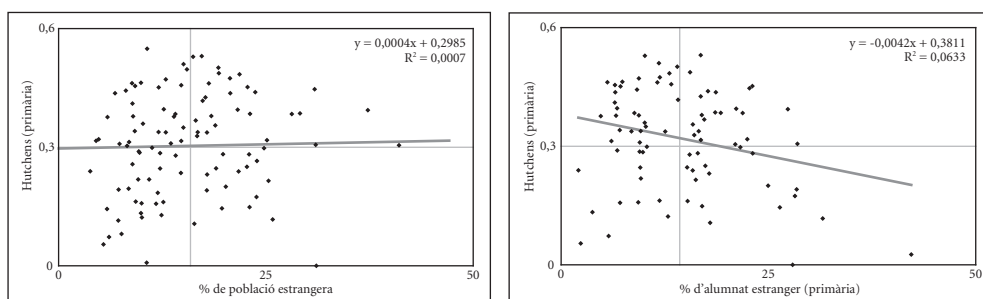 0,6
y = 0,0004x + 0,2985
R² = 0,0007
Hutchens (primària)
0,3
0
0
25
50
% de població estrangera
0,6
y = -0,0042x + 0,3811
R² = 0,0633
Hutchens (primària)
0,3
0
0
25
50
% d’alumnat estranger (primària)